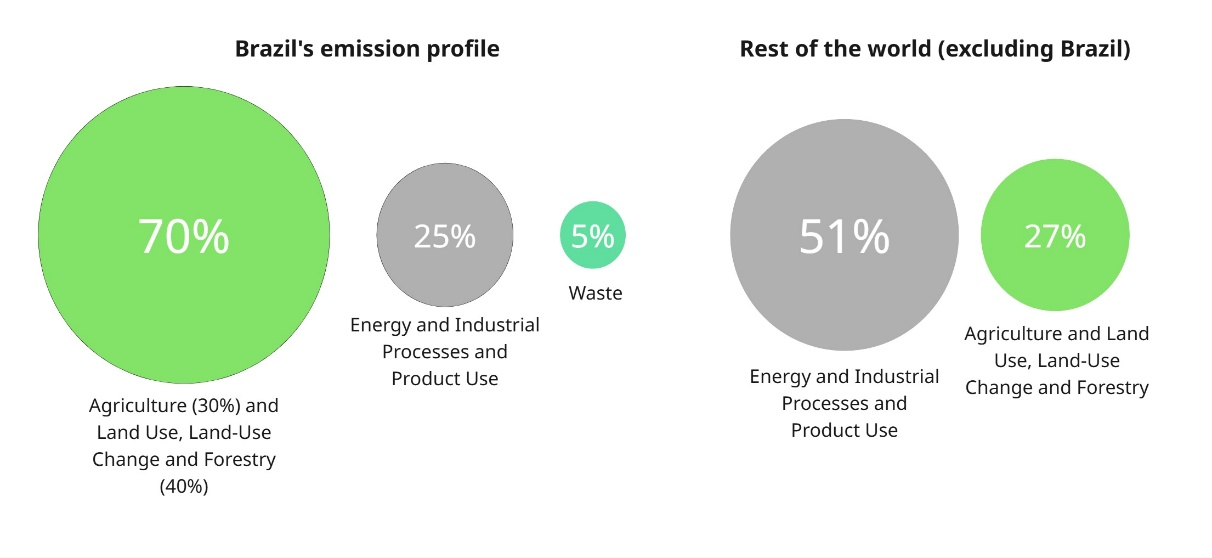 Brazil's emission profile
70%
Agriculture (30%) and
Land Use, Land-Use
Change and Forestry
(40%)
25%
Energy and Industrial
Processes and
Product Use
5%
Waste
Rest of the world (excluding Brazil)
51%
Energy and Industrial
Processes and
Product Use
27%
Agriculture and Land
Use, Land-Use
Change and Forestry